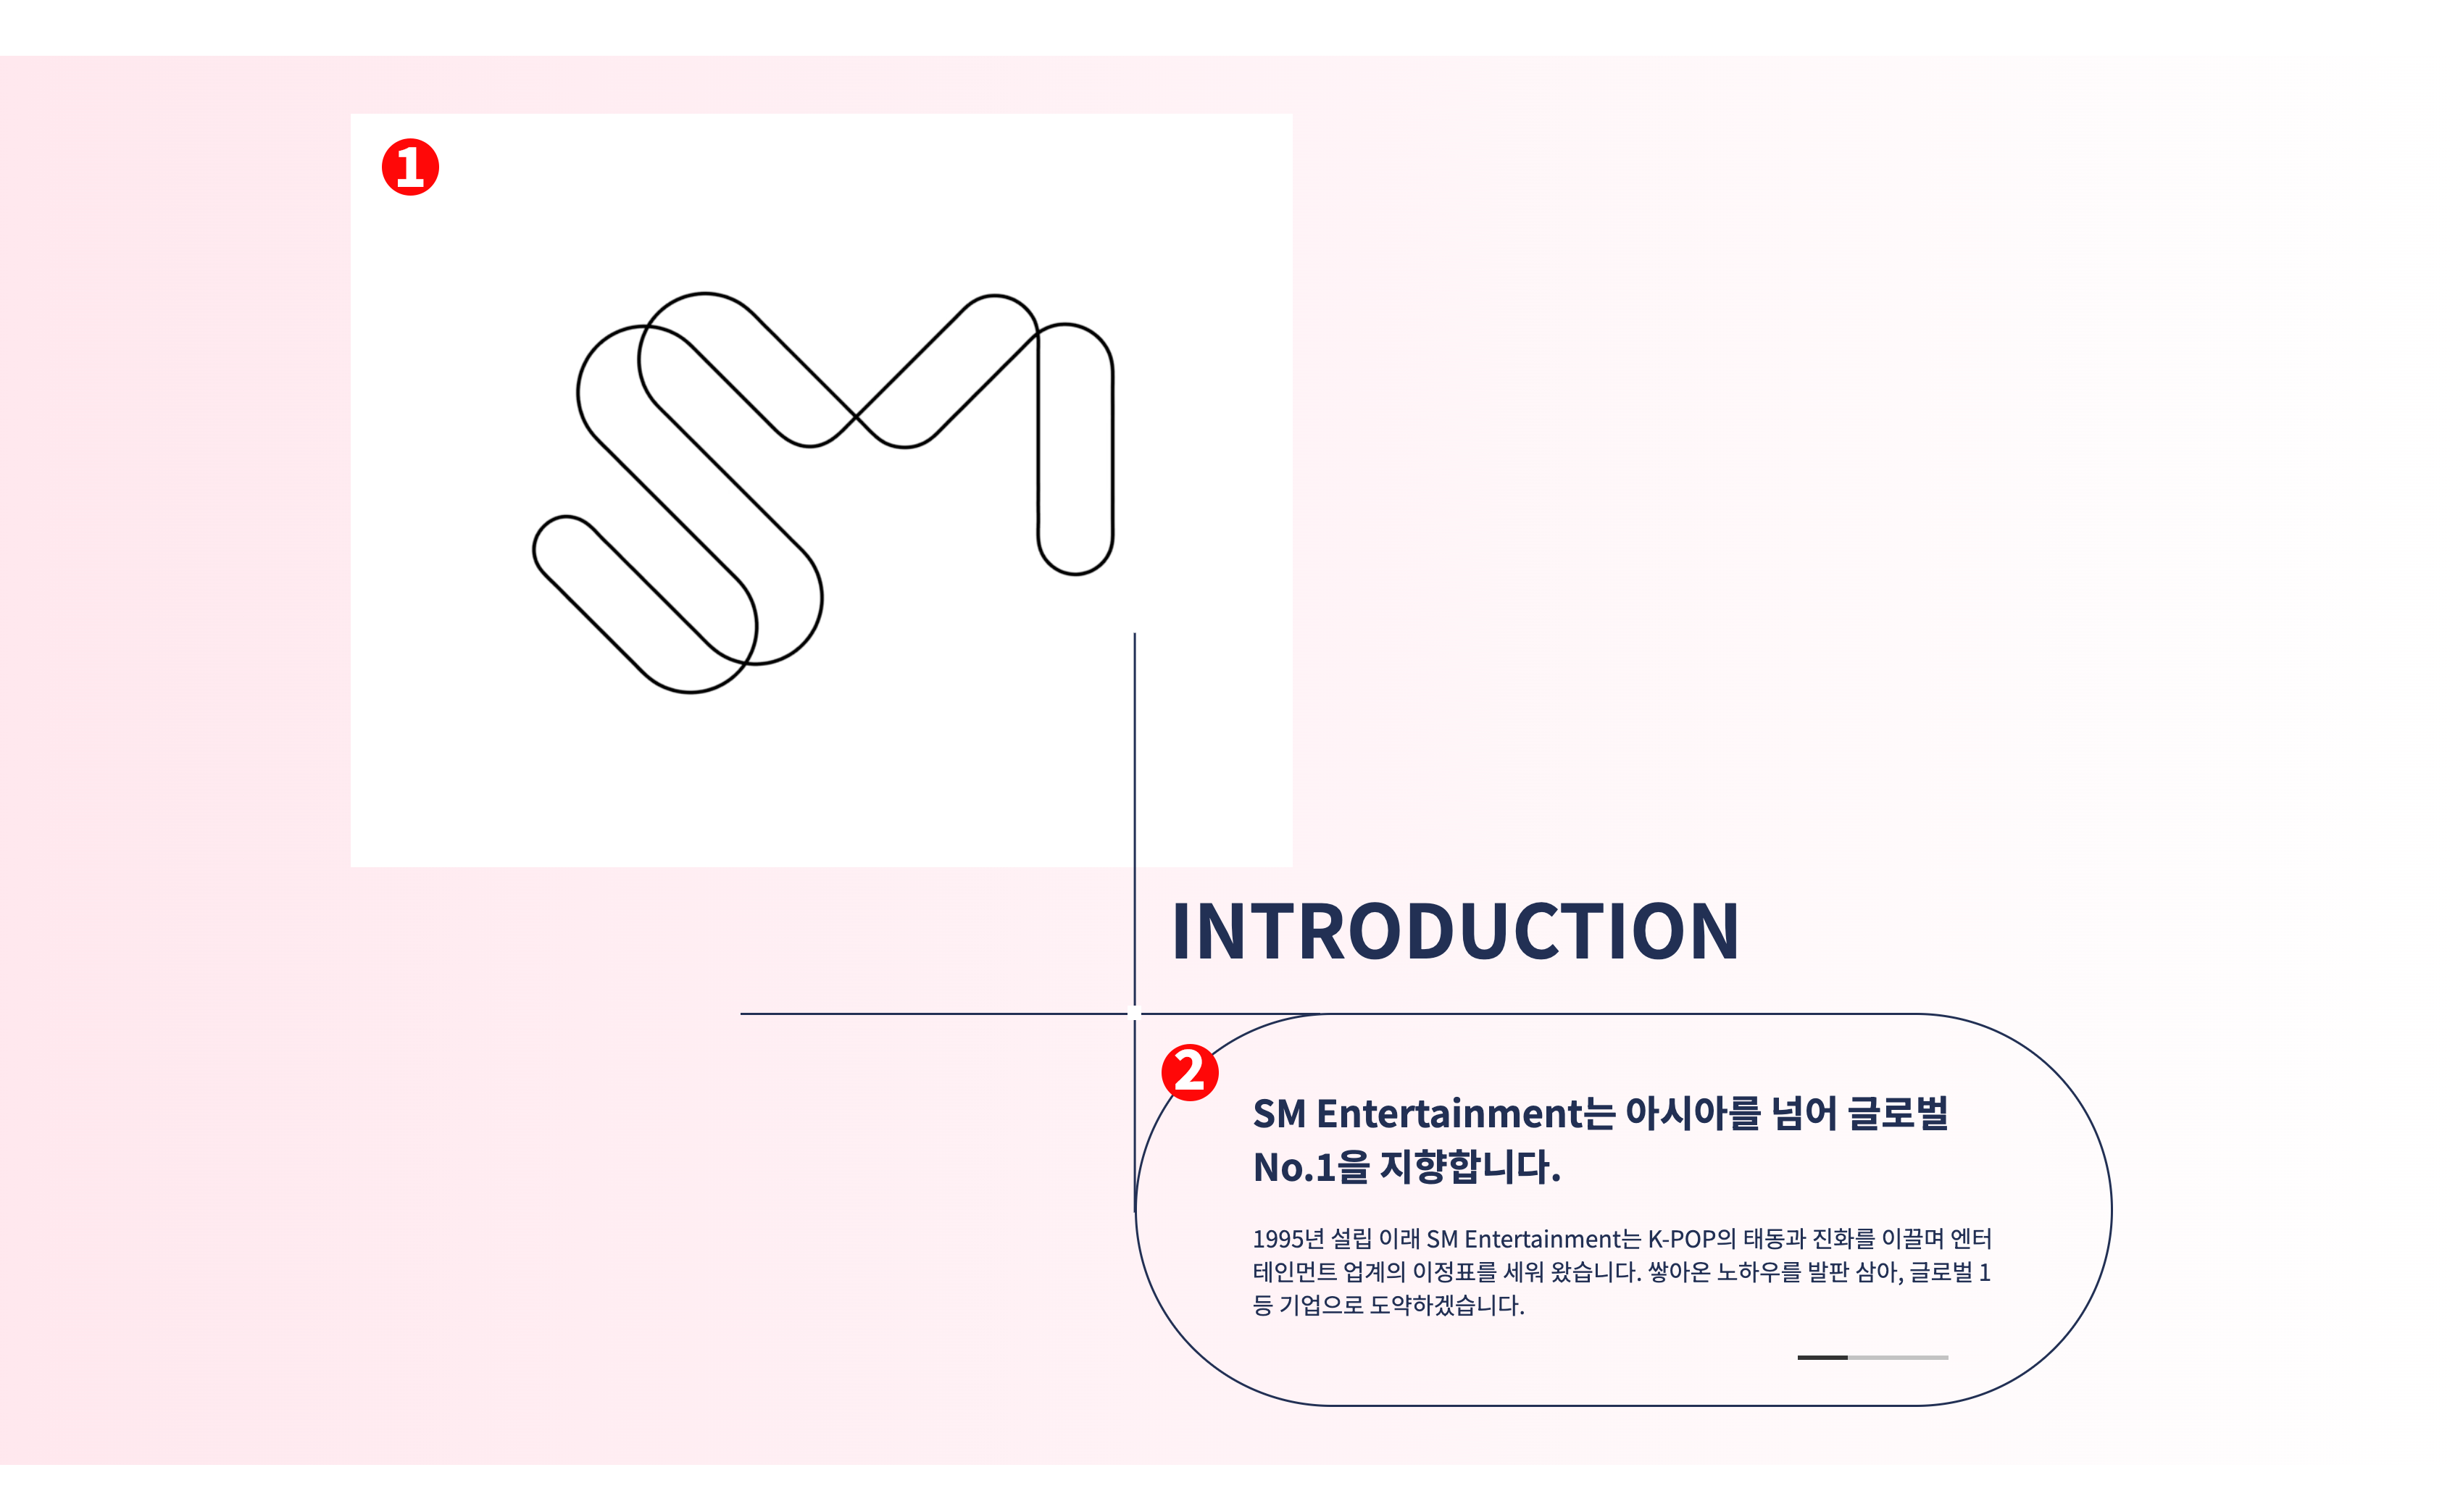 1
SM
INTRODUCTION
2
SM Entertainment는 아시아를 넘어 글로벌
No.1을 지향합니다.
1995년 설립 이래 SM Entertainment는 K-POP의 태동과 진화를 이끌며 엔터
테인먼트 업계의 이정표를 세워 왔습니다. 쌓아온 노하우를 발판 삼아, 글로벌 1
등 기업으로 도약하겠습니다.